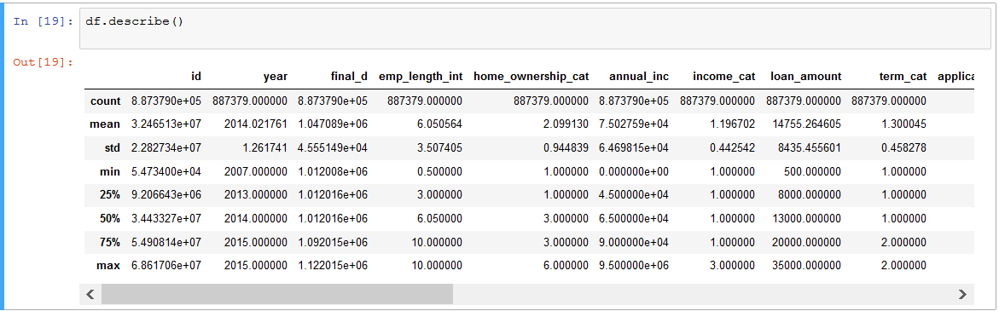 In [19]: df.describe()
Out[19]:
id year final_d emp_length_int home_ownership_cat annual_inc income_cat loan_amount term_cat applica
count 8.873790e+05 887379.000000 8.873790e+05 887379.000000 887379.000000 8.873790e+05 887379.000000 887379.000000 887379.000000
mean 3.246513e+07 2014.021761 1.047089e+06 6.050564 2.099130 7.502759e+04 1.196702 14755.264605 1.300045
std 2.282734e+07 1.261741 4.555149e+04 3.507405 0.944839 6.469815e+04 0.442542 8435.455601 0.458278
min 5.473400e+04 2007.000000 1.012008e+06 0.500000 1.000000 0.000000e+00 1.000000 500.000000 1.000000
25% 9.206643e+06 2013.000000 1.012016e+06 3.000000 1.000000 4.500000e+04 1.000000 8000.000000 1.000000
50% 3.443327e+07 2014.000000 1.012016e+06 6.050000 3.000000 6.500000e+04 1.000000 13000.000000 1.000000
75% 5.490814e+07 2015.000000 1.092015e+06 10.000000 3.000000 9.000000e+04 1.000000 20000.000000 2.000000
max 6.861706e+07 2015.000000 1.122015e+06 10.000000 6.000000 9.500000e+06 3.000000 35000.000000 2.000000